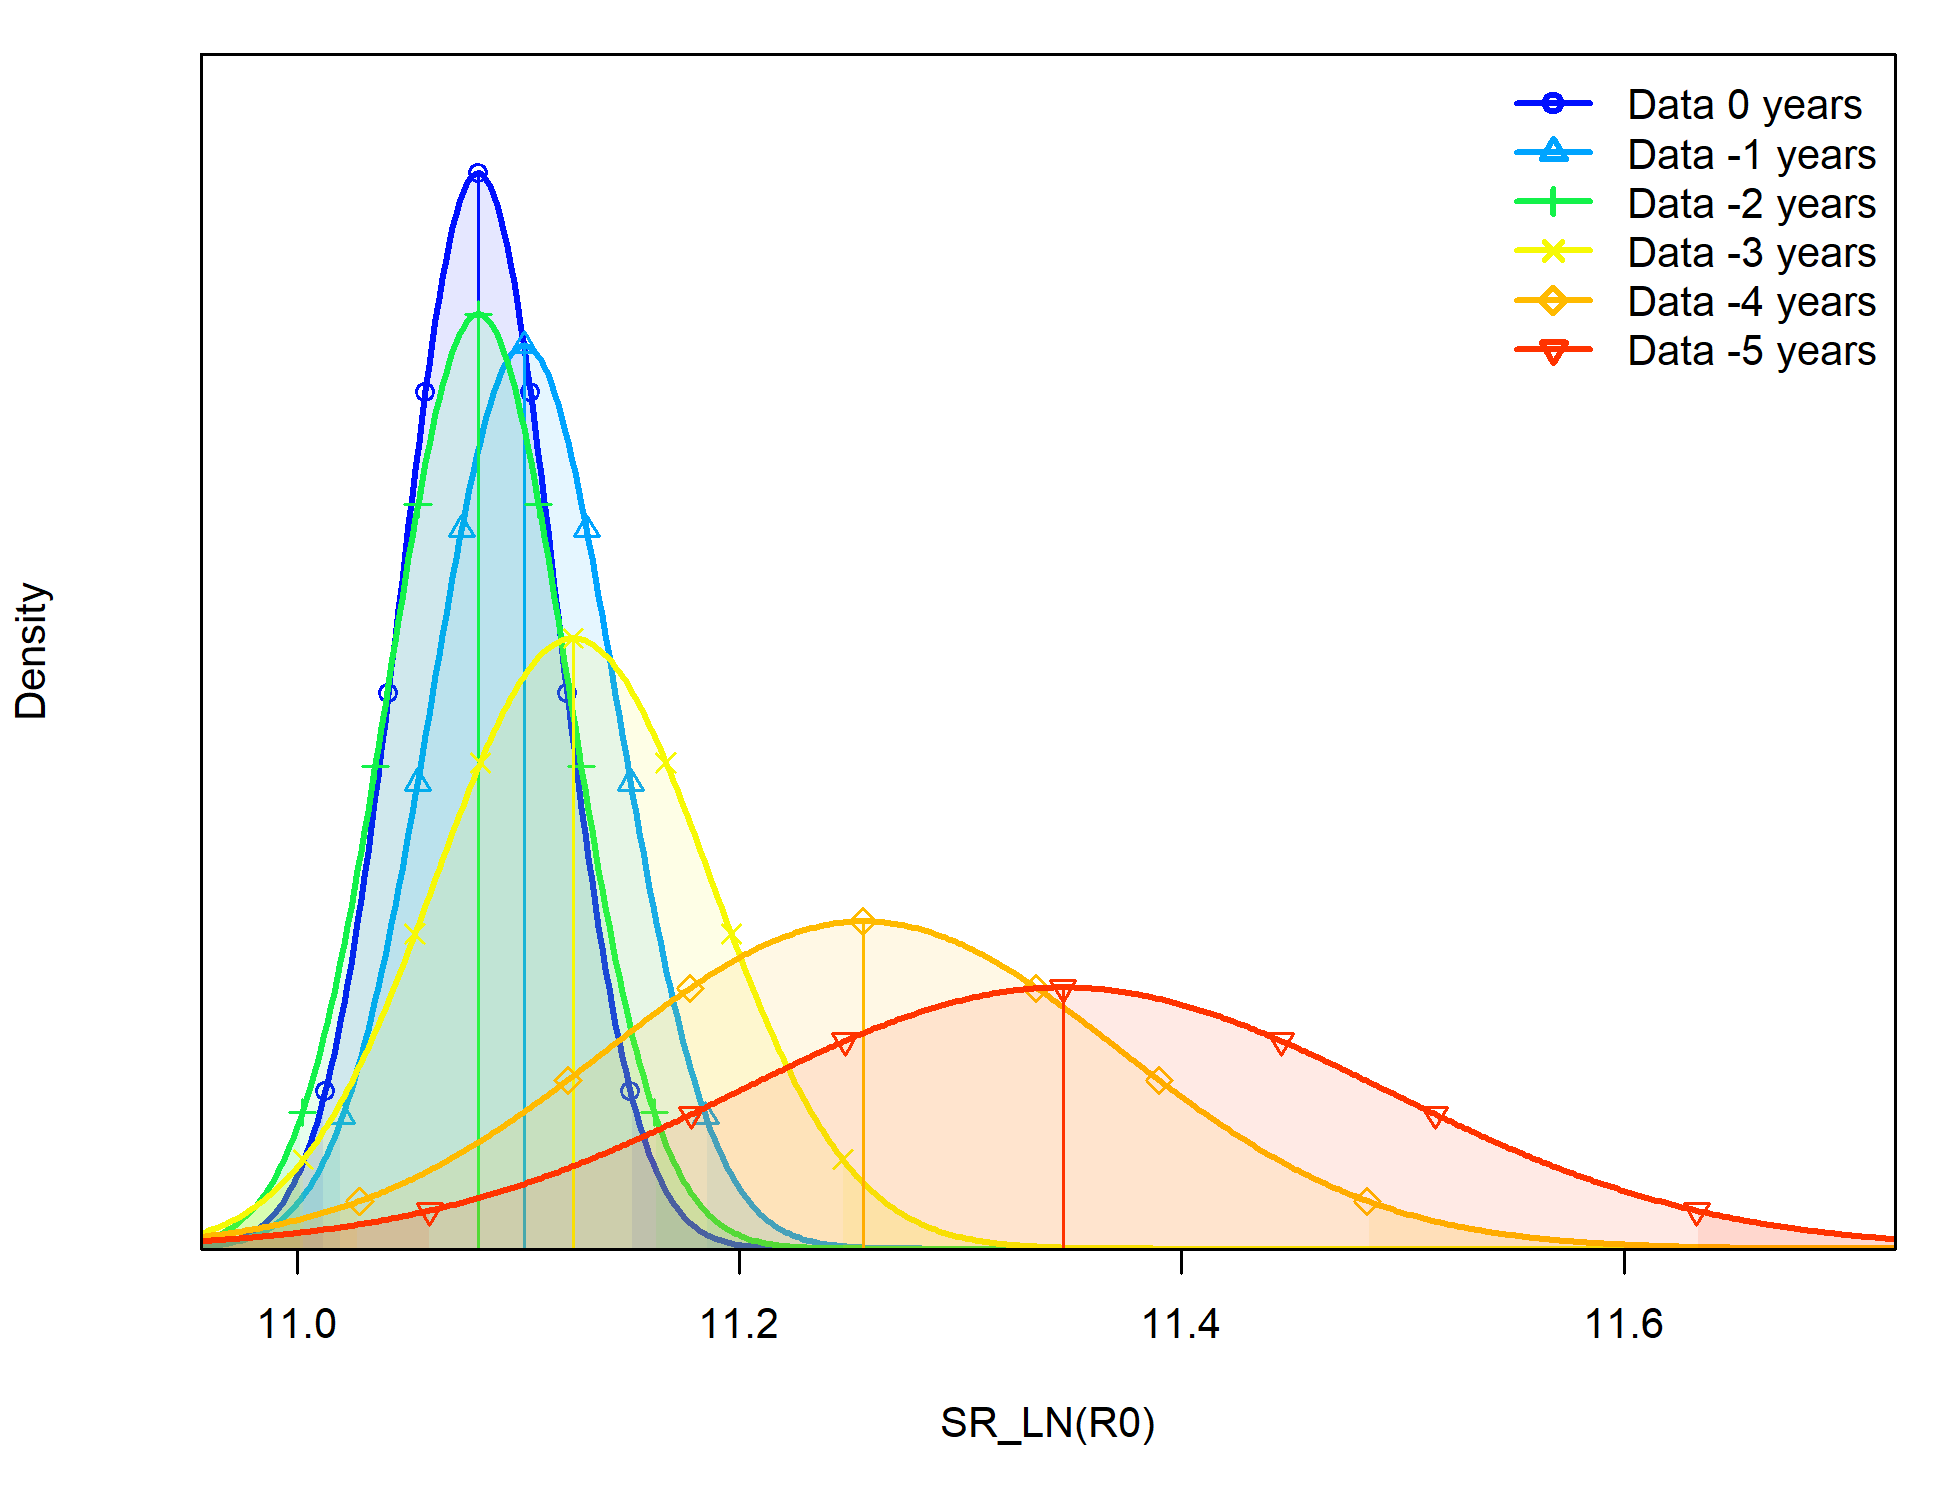 Data 0 years
Data -1 years
Data -2 years
Data -3 years
Data -4 years
Data -5 years
Density
11.0 11.2 11.4 11.6
SR_LN(R0)